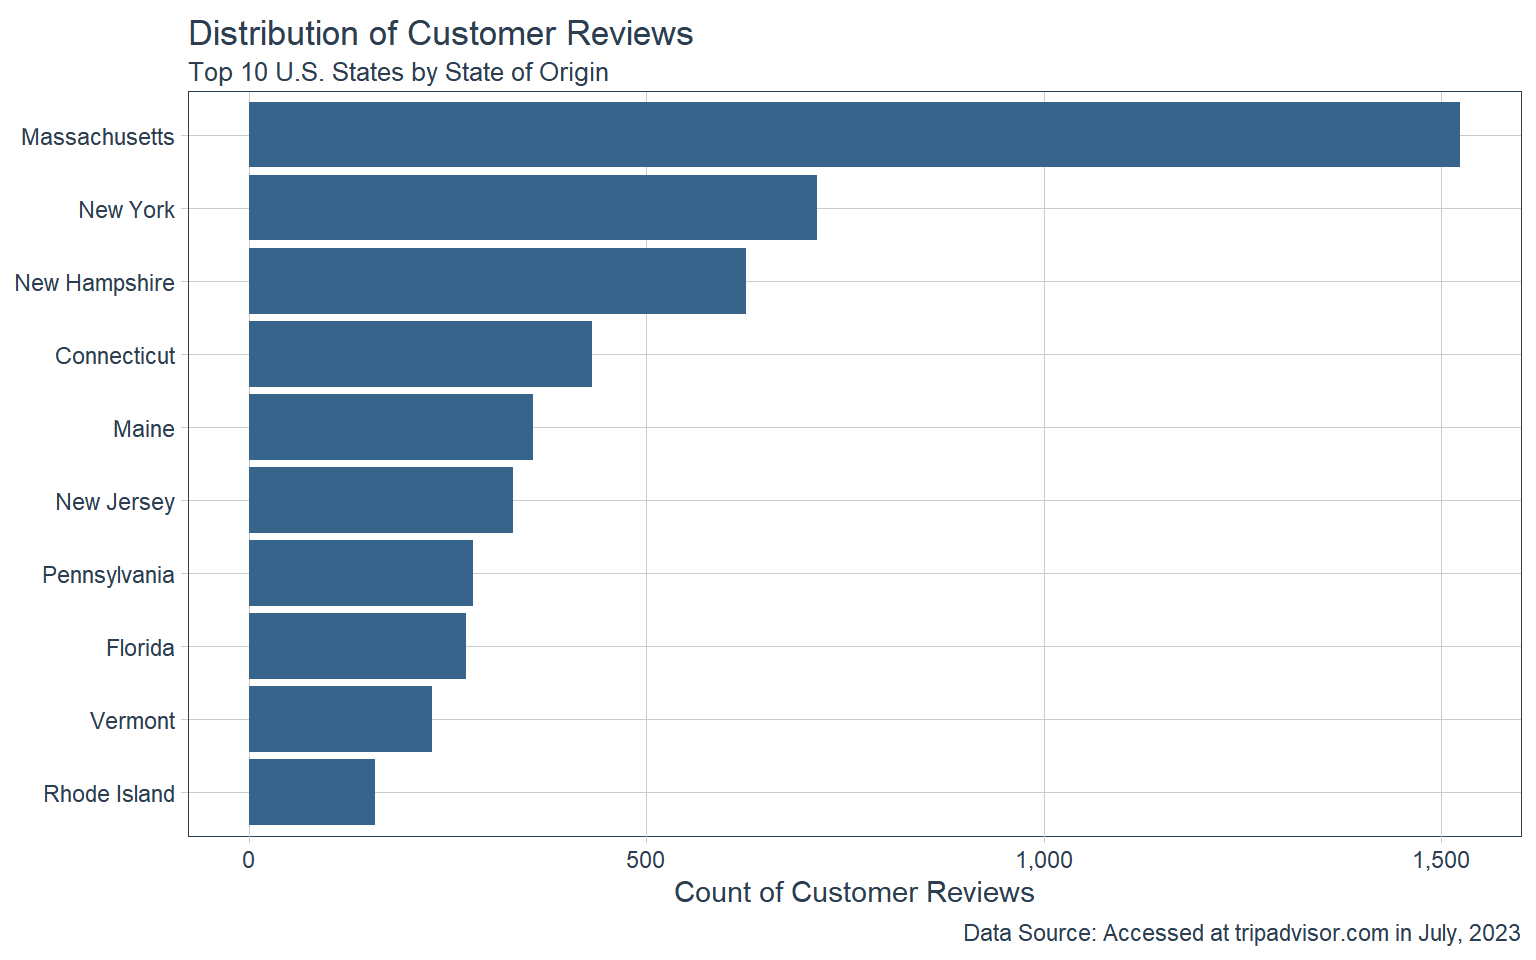 Distribution of Customer Reviews
Top 10 U.S. States by State of Origin
Massachusetts
New York
New Hampshire
Connecticut
Maine
New Jersey
Pennsylvania
Florida
Vermont
Rhode Island
0 500 1,000 1,500
Count of Customer Reviews
Data Source: Accessed at tripadvisor.com in July, 2023